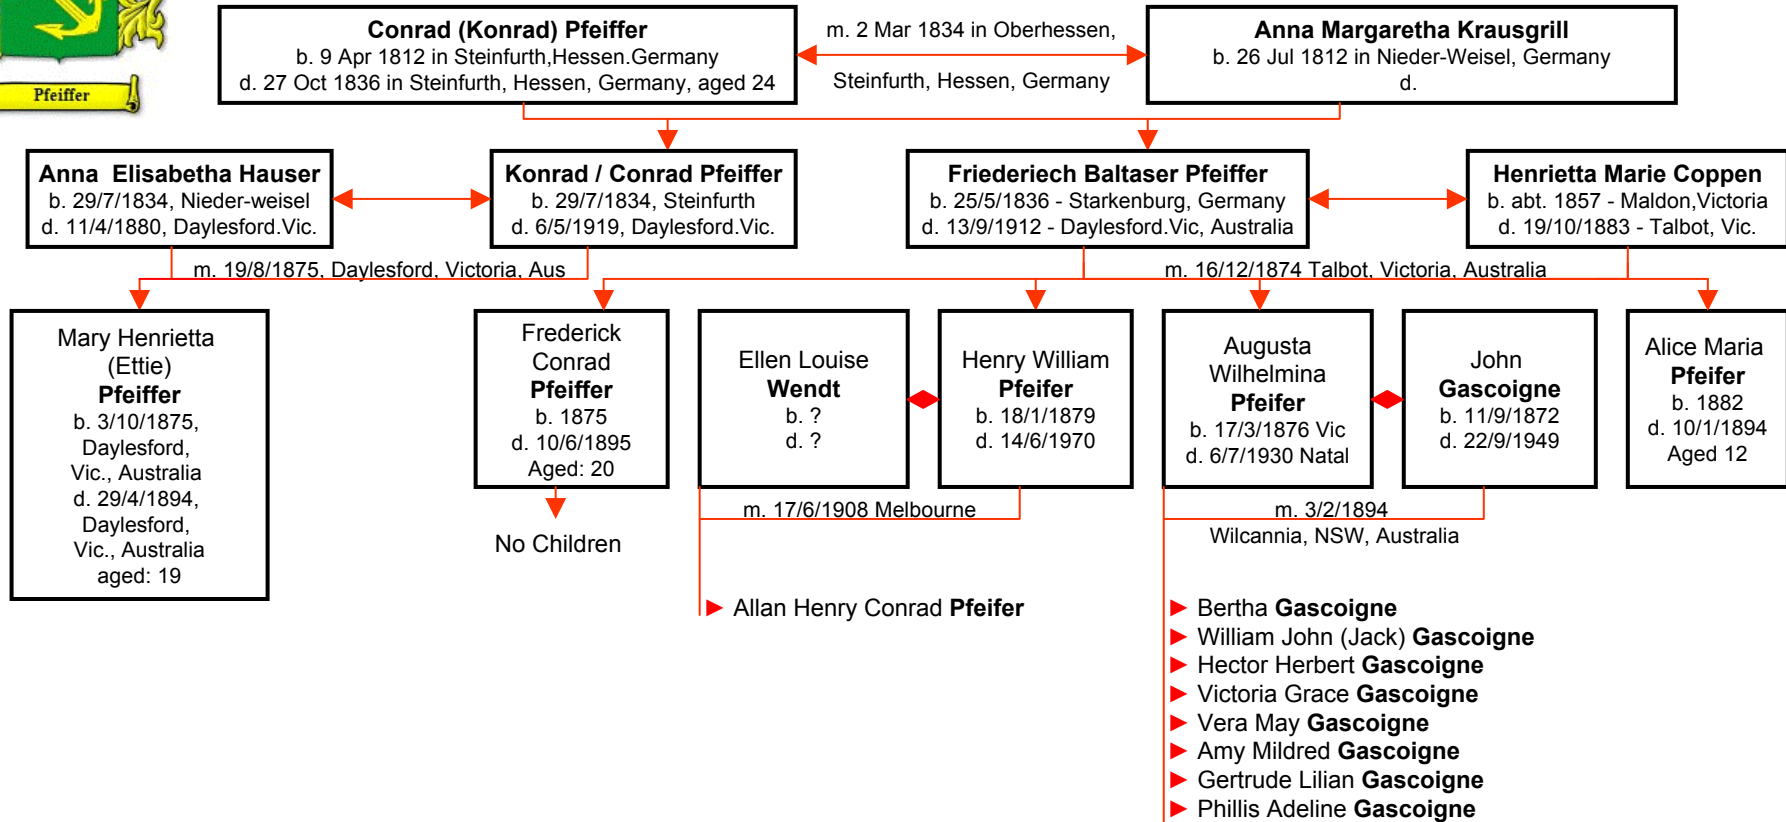 Pfeiffer
Conrad (Konrad) Pfeiffer
b. 9 Apr 1812 in Steinfurth,Hessen.Germany
d. 27 Oct 1836 in Steinfurth, Hessen, Germany, aged 24
m. 2 Mar 1834 in Oberhessen,
Steinfurth, Hessen, Germany
Anna Margaretha Krausgrill
b. 26 Jul 1812 in Nieder-Weisel, Germany
d.
Anna Elisabetha Hauser
b. 29/7/1834, Nieder-weisel
d. 11/4/1880, Daylesford.Vic.
Konrad / Conrad Pfeiffer
b. 29/7/1834, Steinfurth
d. 6/5/1919, Daylesford.Vic.
Friederiech Baltaser Pfeiffer
b. 25/5/1836 - Starkenburg, Germany
d. 13/9/1912 - Daylesford.Vic, Australia
Henrietta Marie Coppen
b. abt. 1857 - Maldon,Victoria
d. 19/10/1883 - Talbot, Vic.
m. 19/8/1875, Daylesford, Victoria, Aus
m. 16/12/1874 Talbot, Victoria, Australia
Mary Henrietta
(Ettie)
Pfeiffer
b. 3/10/1875,
Daylesford,
Vic., Australia
d. 29/4/1894,
Daylesford,
Vic., Australia
aged: 19
Frederick
Conrad
Pfeiffer
b. 1875
d. 10/6/1895
Aged: 20
No Children
Ellen Louise
Wendt
b. ?
d. ?
Henry William
Pfeifer
b. 18/1/1879
d. 14/6/1970
m. 17/6/1908 Melbourne
Augusta
Wilhelmina
Pfeifer
b. 17/3/1876 Vic
d. 6/7/1930 Natal
John
Gascoigne
b. 11/9/1872
d. 22/9/1949
m. 3/2/1894
Wilcannia, NSW, Australia
Alice Maria
Pfeifer
b. 1882
d. 10/1/1894
Aged 12
Allan Henry Conrad Pfeifer
Bertha Gascoigne
William John (Jack) Gascoigne
Hector Herbert Gascoigne
Victoria Grace Gascoigne
Vera May Gascoigne
Amy Mildred Gascoigne
Gertrude Lilian Gascoigne
Phillis Adeline Gascoigne